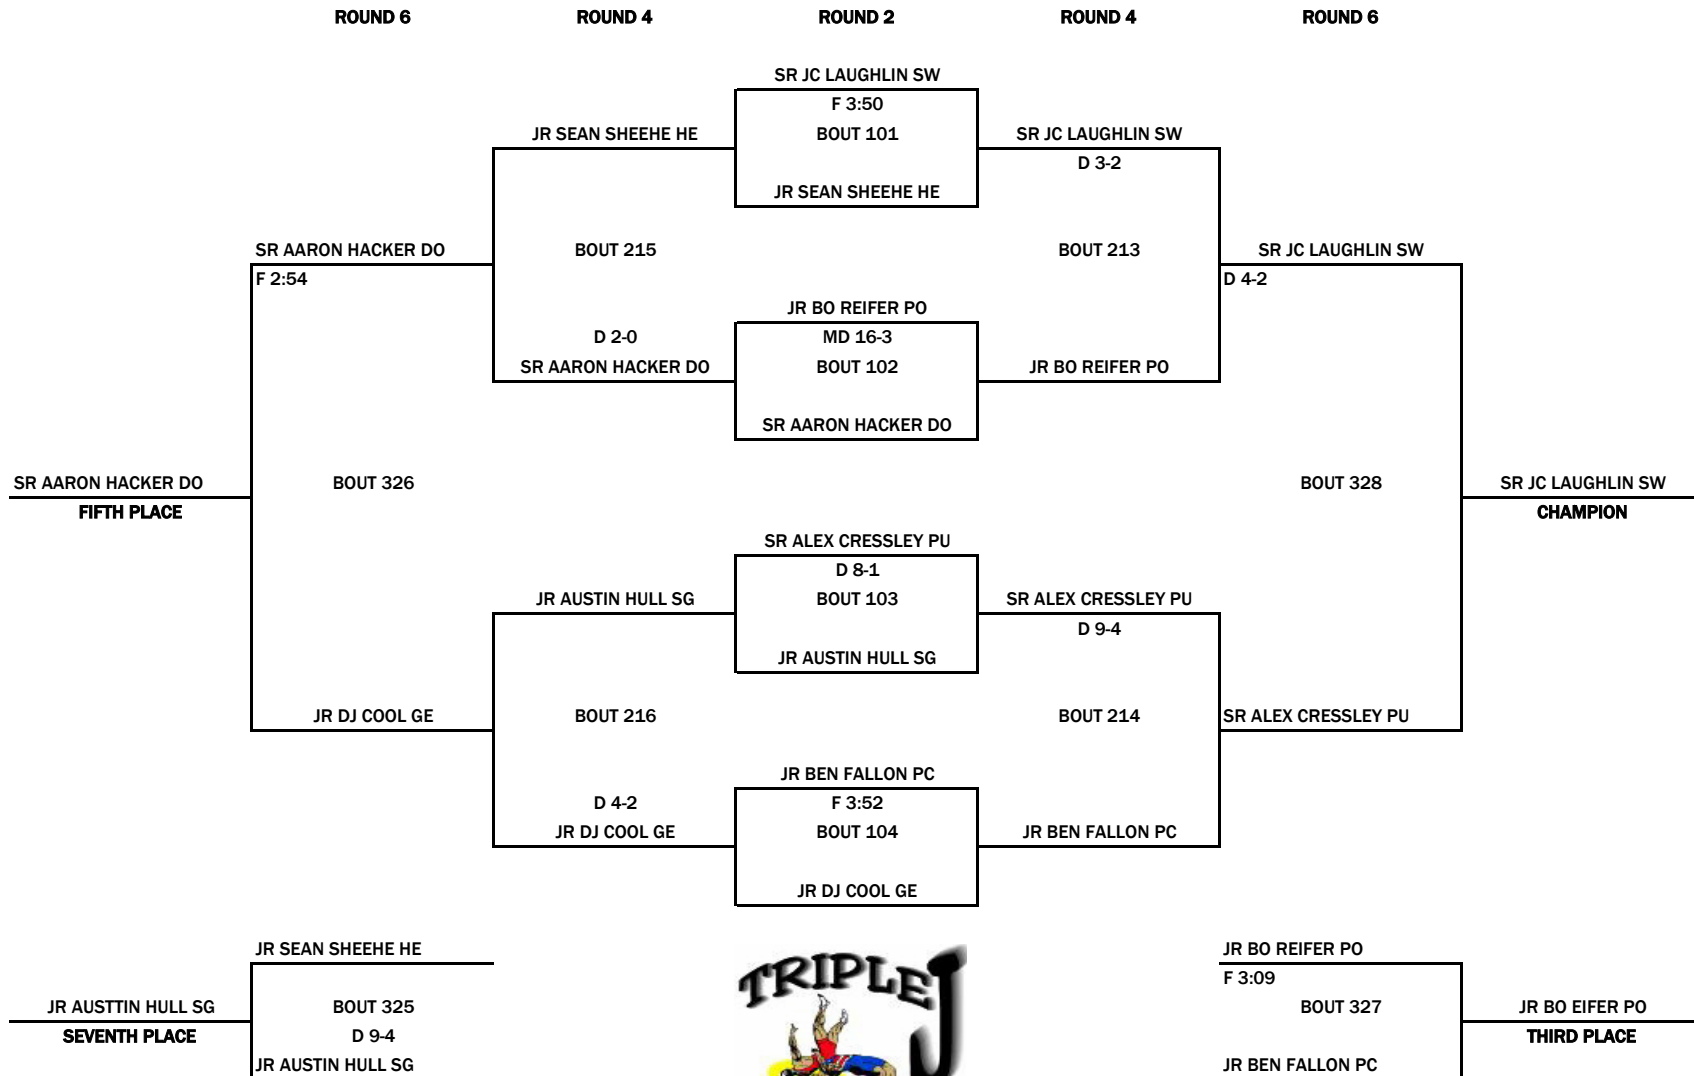 ROUND 6 ROUND 4 ROUND 2 ROUND 4 ROUND 6
SR JC LAUGHLIN SW
F 3:50
JR SEAN SHEEHE HE BOUT 101 SR JC LAUGHLIN SW
D 3-2
JR SEAN SHEEHE HE
SR AARON HACKER DO BOUT 215 BOUT 213 SR JC LAUGHLIN SW
F 2:54 D 4-2
JR BO REIFER PO
D 2-0 MD 16-3
SR AARON HACKER DO BOUT 102 JR BO REIFER PO
SR AARON HACKER DO
SR AARON HACKER DO BOUT 326 BOUT 328 SR JC LAUGHLIN SW
FIFTH PLACE CHAMPION
SR ALEX CRESSLEY PU
D 8-1
JR AUSTIN HULL SG BOUT 103 SR ALEX CRESSLEY PU
D 9-4
JR AUSTIN HULL SG
JR DJ COOL GE BOUT 216 BOUT 214 SR ALEX CRESSLEY PU
JR BEN FALLON PC
D 4-2 F 3:52
JR DJ COOL GE BOUT 104 JR BEN FALLON PC
JR DJ COOL GE
JR SEAN SHEEHE HE JR BO REIFER PO
TRIPLE J
F 3:09
JR AUSTTIN HULL SG BOUT 325 BOUT 327 JR BO EIFER PO
SEVENTH PLACE D 9-4 THIRD PLACE
JR AUSTIN HULL SG JR BEN FALLON PC